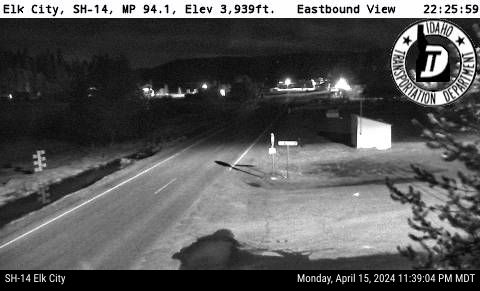 Elk City, SH-14, MP 94.1, Elev 3,939ft. Eastbound View 22:25:59
IDAHO
TRANSPORTATION DEPARTMENT
SH-14 Elk City Monday, April 15, 2024 11:39:04 PM MDT